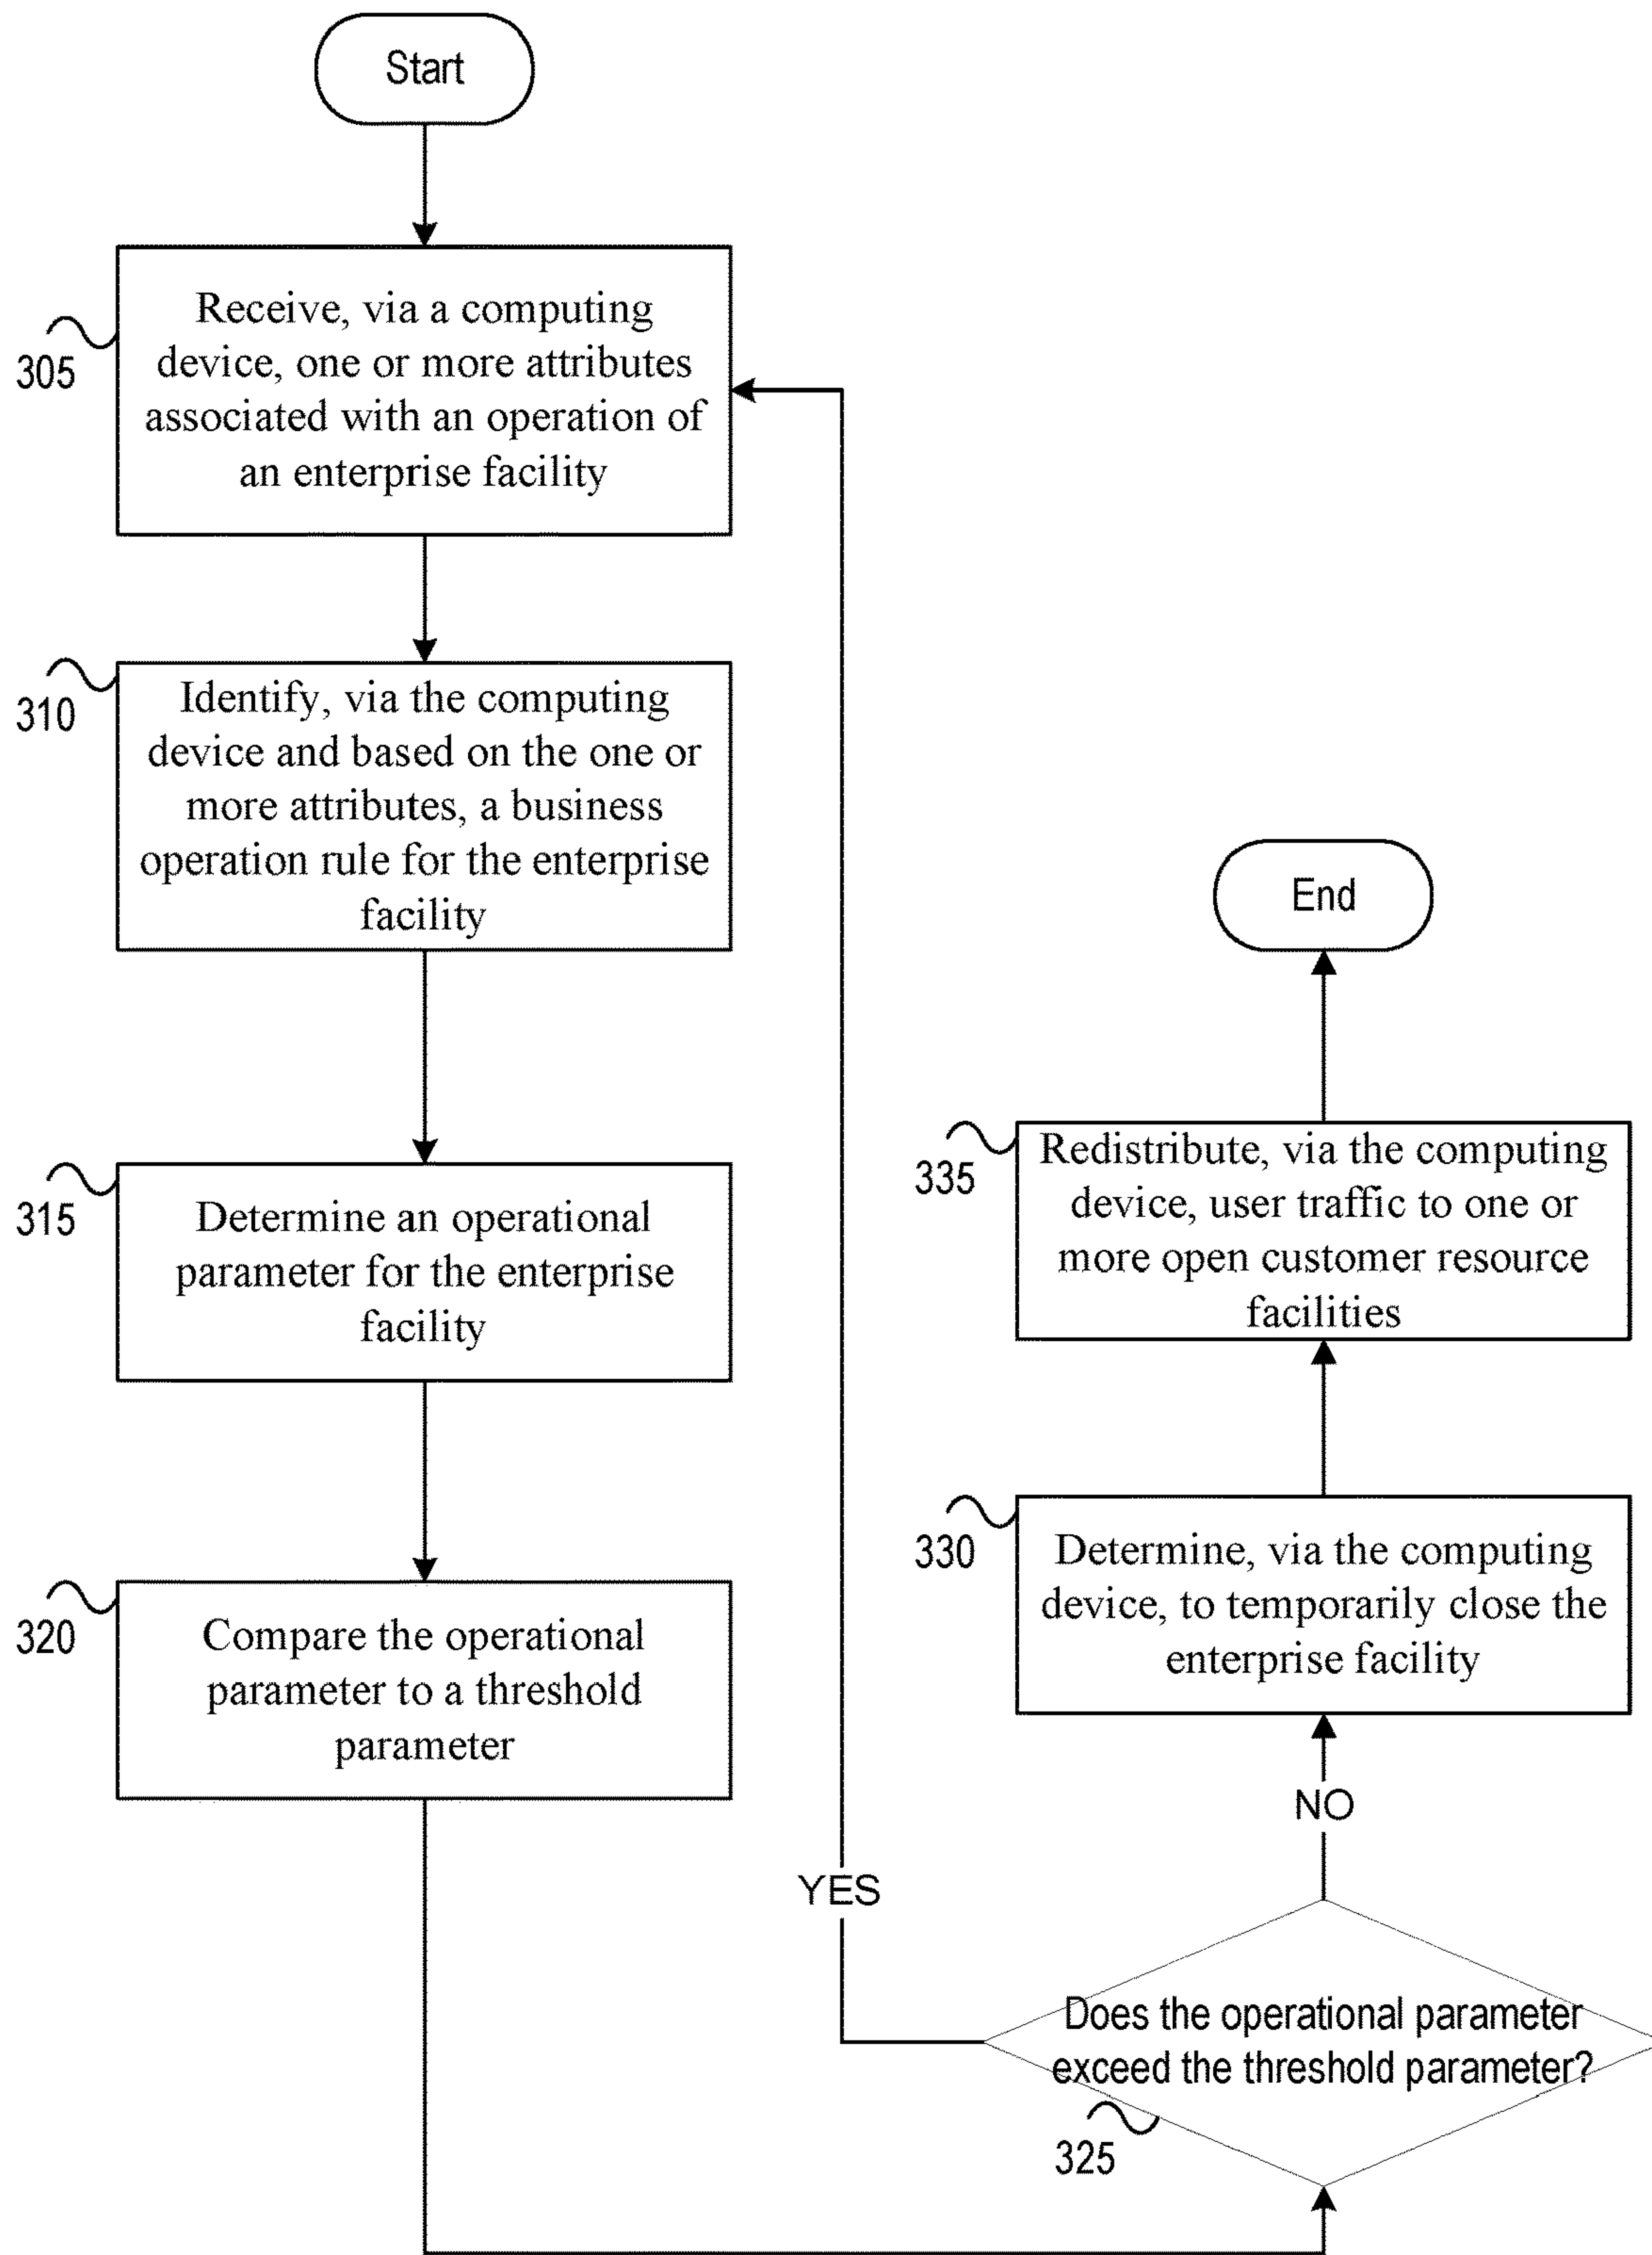 Start
305
Receive, via a computing
device, one or more attributes
associated with an operation of
an enterprise facility
310
Identify, via the computing
device and based on the one or
more attributes, a business
operation rule for the enterprise
facility
315
Determine an operational
parameter for the enterprise
facility
320
Compare the operational
parameter to a threshold
parameter
Does the operational parameter
exceed the threshold parameter?
325
YES
NO
330
Determine, via the computing
device, to temporarily close the
enterprise facility
335
Redistribute, via the computing
device, user traffic to one or
more open customer resource
facilities
End